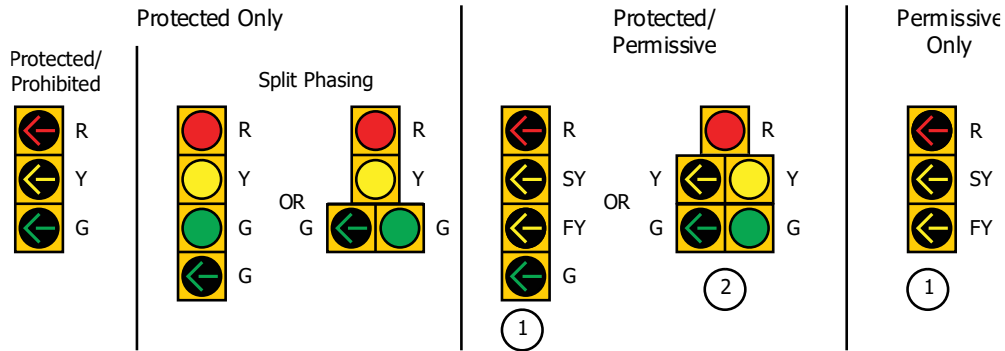 Protected Only
Protected/
Permissive
Permissive
Only
Protected/
Prohibited
Split Phasing
R
Y
G
R
Y
G
G
OR
R
Y
G
G
R
SY
FY
G
1
OR
R
Y
Y
G
G
2
R
SY
FY
1